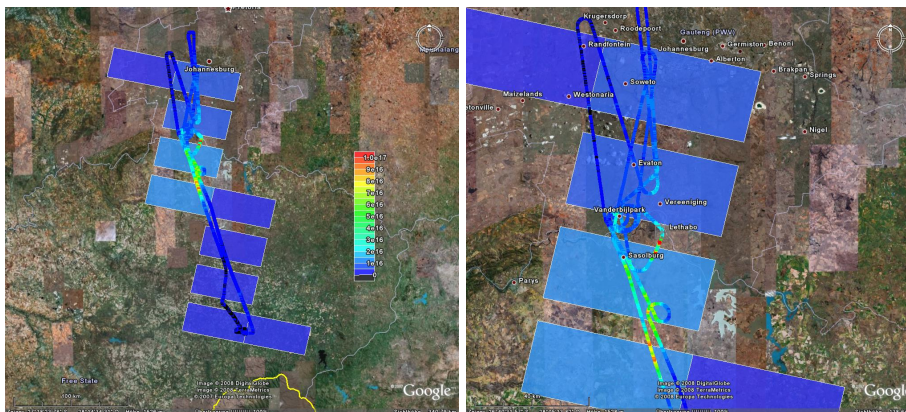 Johannesburg
1.0e17
9e16
8e16
7e16
6e16
5e16
4e16
3e16
2e16
1e16
0
Free State
Image © 2008 DigitalGlobe
Image © 2008 TerraMetrics
© 2007 Europa Technologies
Google
Krugersdorp
Roodepoort
Gauteng (PWV)
Randfontein
Johannesburg
Germiston
Benoni
Alberton
Soweto
Brakpan
Springs
Westonaria
Nigel
Evaton
Vanderbijlpark
Vereeniging
Lethabo
Sasolburg
Parys
Image © 2008 DigitalGlobe
Image © 2008 TerraMetrics
© 2008 Europa Technologies
Google